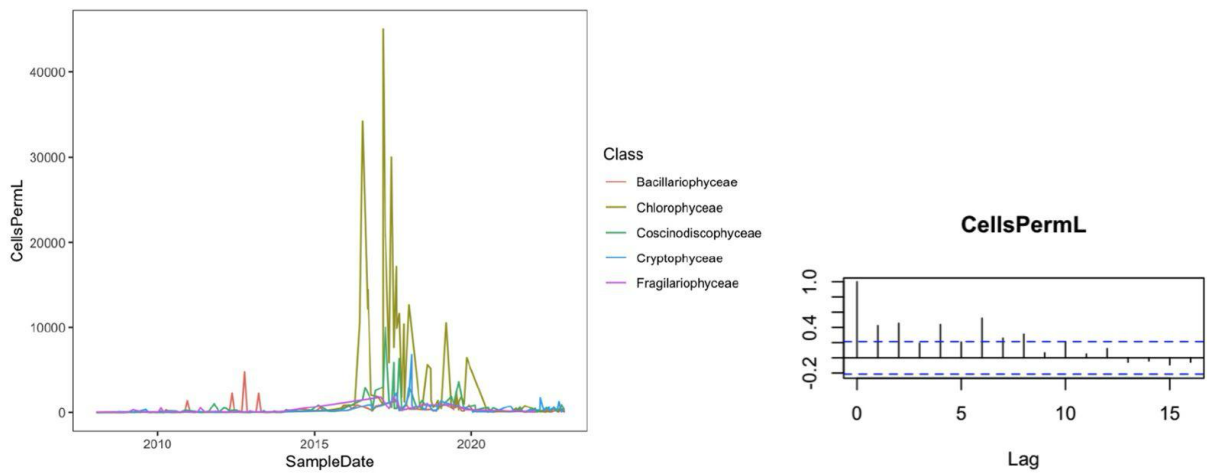 40000
30000
20000
10000
0
CellsPermL
2010
2015
2020
SampleDate
Class
Bacillariophyceae
Chlorophyceae
Coscinodiscophyceae
Cryptophyceae
Fragilariophyceae
CellsPermL
1.0
0.4
-0.2
0
5
10
15
Lag